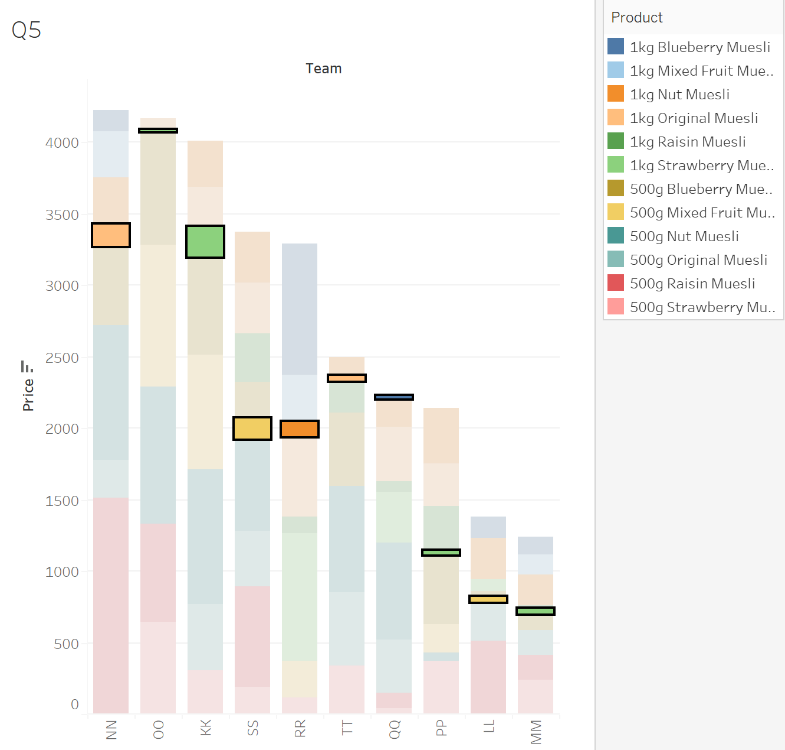 Q5
Team
Price
4000
3500
3000
2500
2000
1500
1000
500
0
NN
OO
KK
SS
RR
TT
QQ
PP
LL
MM
Product
1kg Blueberry Muesli
1kg Mixed Fruit Mue..
1kg Nut Muesli
1kg Original Muesli
1kg Raisin Muesli
1kg Strawberry Mue..
500g Blueberry Mue..
500g Mixed Fruit Mu..
500g Nut Muesli
500g Original Muesli
500g Raisin Muesli
500g Strawberry Mu..